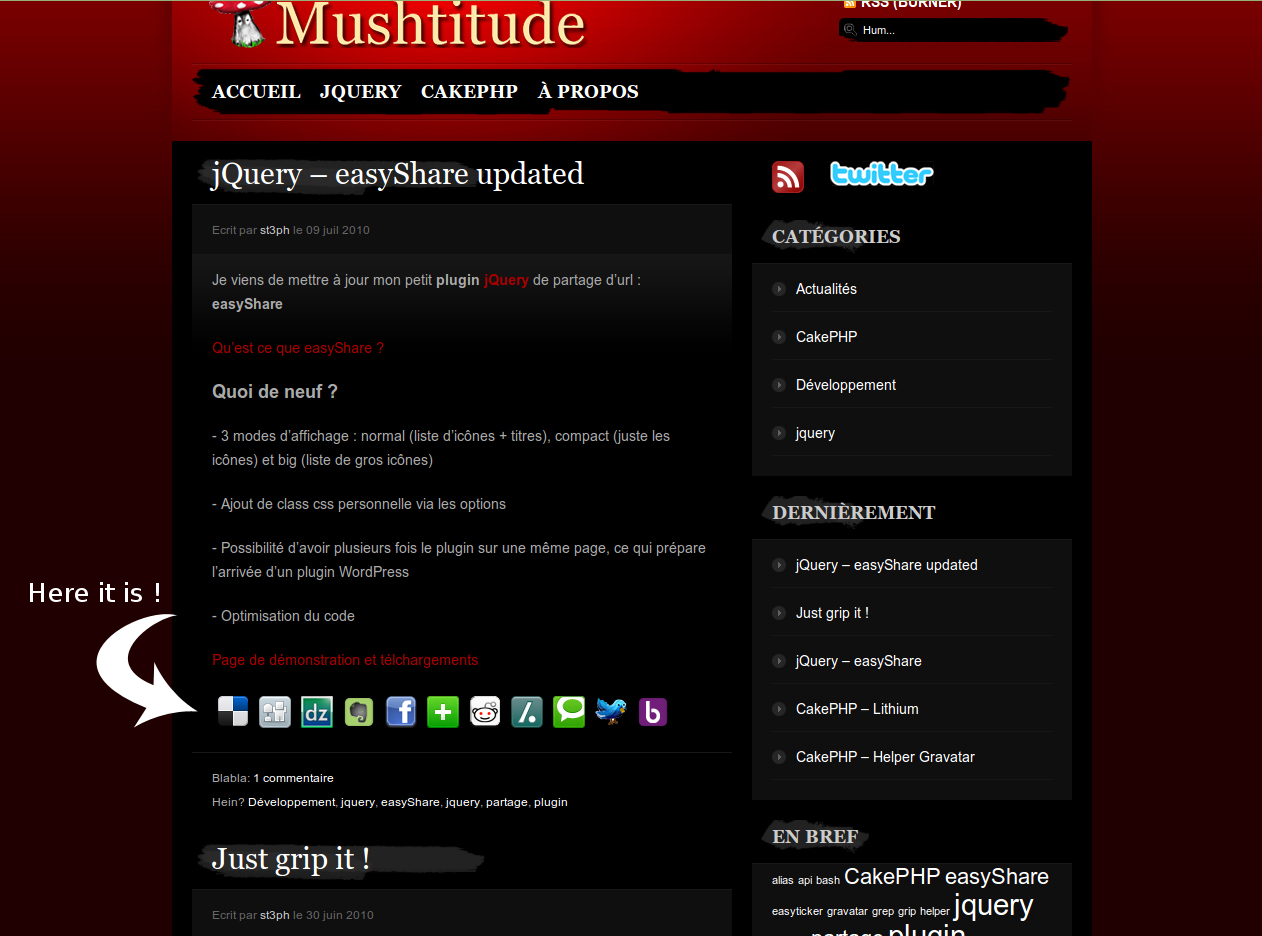 Mushtitude
RSS (BURNER)
Hum...
ACCUEIL JQUERY CAKEPHP À PROPOS
jQuery – easyShare updated
Ecrit par st3ph le 09 juil 2010
Je viens de mettre à jour mon petit plugin jQuery de partage d'url :
easyShare
Qu'est ce que easyShare ?
Quoi de neuf ?
- 3 modes d'affichage : normal (liste d'icônes + titres), compact (juste les
icônes) et big (liste de gros icônes)
- Ajout de class css personnelle via les options
- Possibilité d'avoir plusieurs fois le plugin sur une même page, ce qui prépare
l'arrivée d'un plugin WordPress
- Optimisation du code
Page de démonstration et télchargements
Here it is !
dz
Blabla: 1 commentaire
Hein? Développement, jquery, easyShare, jquery, partage, plugin
Just grip it !
Ecrit par st3ph le 30 juin 2010
twitter
CATÉGORIES
Actualités
CakePHP
Développement
jquery
DERNIÈREMENT
jQuery – easyShare updated
Just grip it !
jQuery – easyShare
CakePHP – Lithium
CakePHP – Helper Gravatar
EN BREF
alias api bash CakePHP easyShare
easyticker gravatar grep grip helper jquery
partage plugin